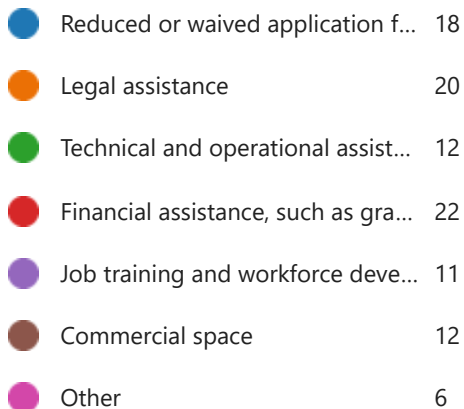 Reduced or waived application f... 18
Legal assistance 20
Technical and operational assist... 12
Financial assistance, such as gra... 22
Job training and workforce deve... 11
Commercial space 12
Other 6